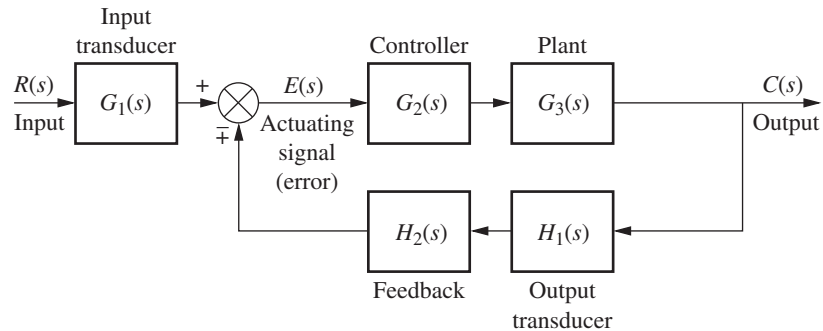 Input
transducer
Controller
Plant
R(s)
Input
G₁(s)
+
∓
E(s)
Actuating
signal
(error)
G₂(s)
G₃(s)
C(s)
Output
H₂(s)
H₁(s)
Feedback
Output
transducer